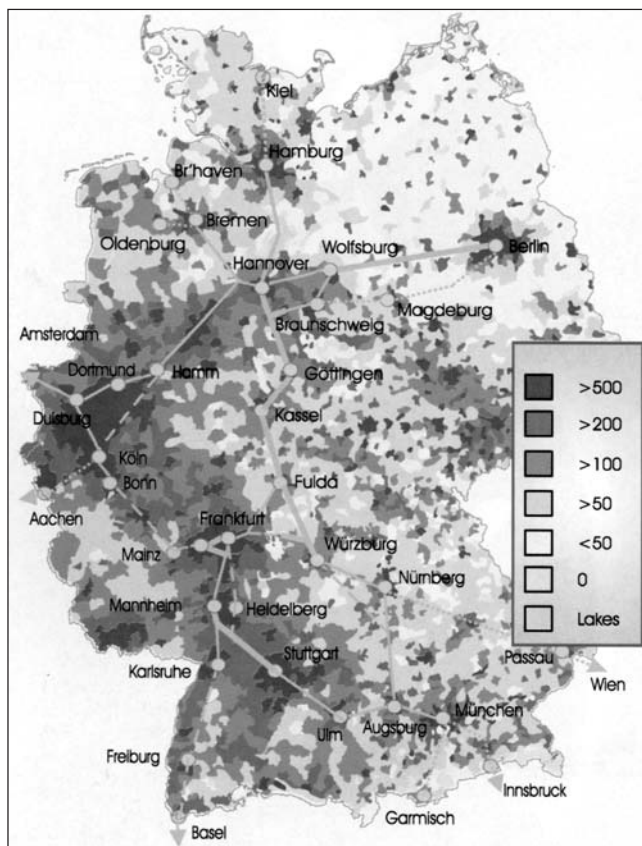 Kiel
Hamburg
Br'haven
Bremen
Oldenburg
Wolfsburg
Berlin
Hannover
Magdeburg
Braunschweig
Amsterdam
Dortmund
Hamm
Göttingen
Duisburg
Kassel
Köln
Bonn
Fulda
Aachen
Frankfurt
Mainz
Würzburg
Nürnberg
Mannheim
Heidelberg
Karlsruhe
Stuttgart
Passau
Wien
Ulm
Augsburg
München
Freiburg
Innsbruck
Garmisch
Basel
>500
>200
>100
>50
<50
0
Lakes